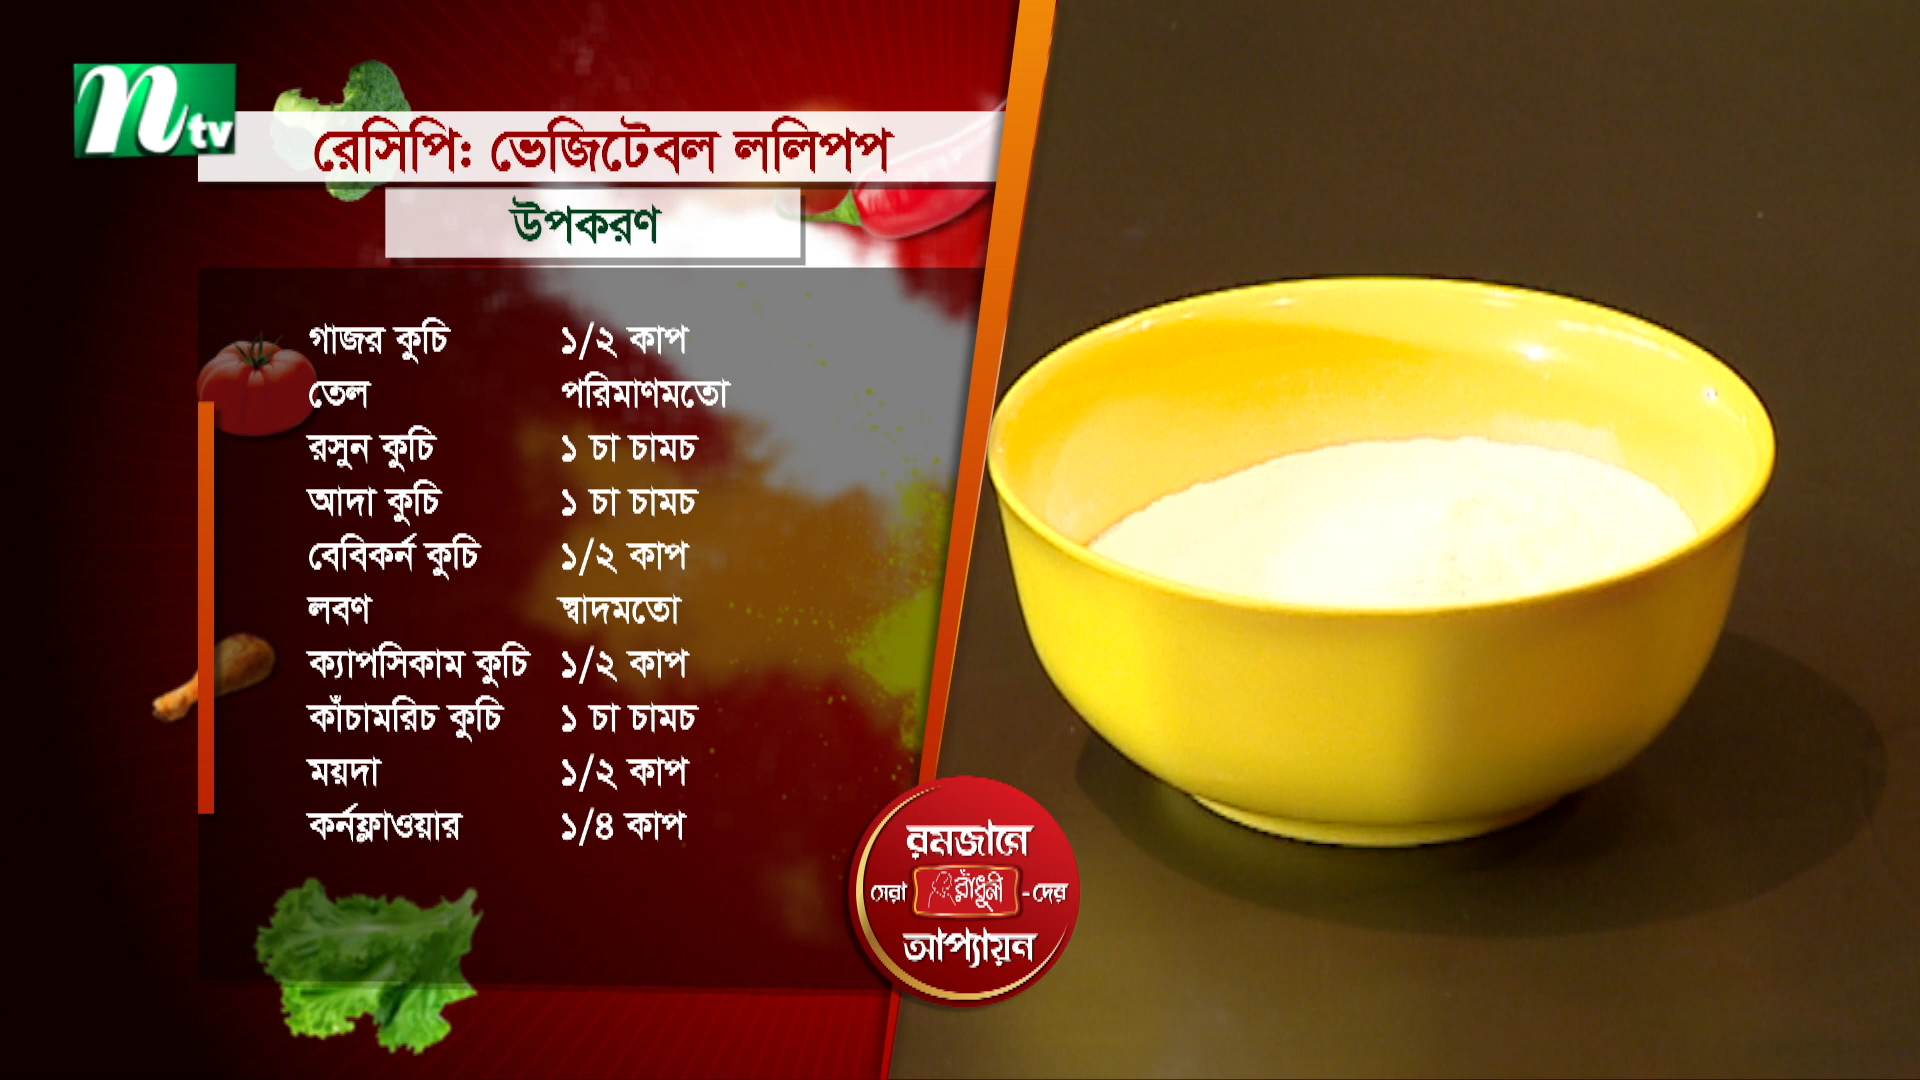 ntv
রেসিপি: ভেজিটেবল ললিপপ
উপকরণ
গাজর কুচি ১/২ কাপ
তেল পরিমাণমতো
রসুন কুচি ১ চা চামচ
আদা কুচি ১ চা চামচ
বেবিকর্ন কুচি ১/২ কাপ
লবণ স্বাদমতো
ক্যাপসিকাম কুচি ১/২ কাপ
কাঁচামরিচ কুচি ১ চা চামচ
ময়দা ১/২ কাপ
কর্নফ্লাওয়ার ১/৪ কাপ
রমজানে
সেরা রাঁধুনী -দের
আপ্যায়ন